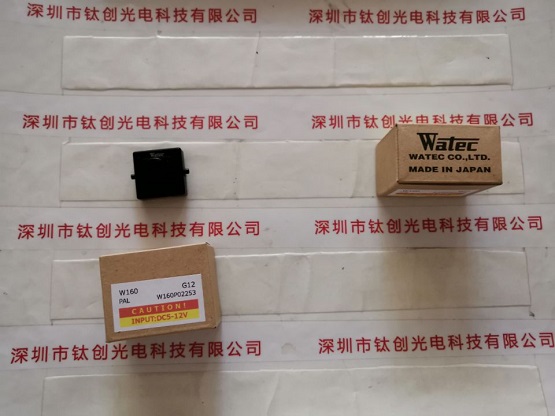 深圳市钛创光电科技有限公司
深圳市钛创光电科技有限公司
深圳市钛创光电科技有限公司
深圳市钛创光电科技有限公司
Watec
Watec
WATEC CO.,LTD.
MADE IN JAPAN
深圳市钛创光电科技有限公司
深圳市钛创光电科技有限公司
W160 G12
PAL W160P02253
CAUTION!
INPUT:DC5-12V
深圳市钛创光电科技有限公司
深圳市钛创光电科技有限公司